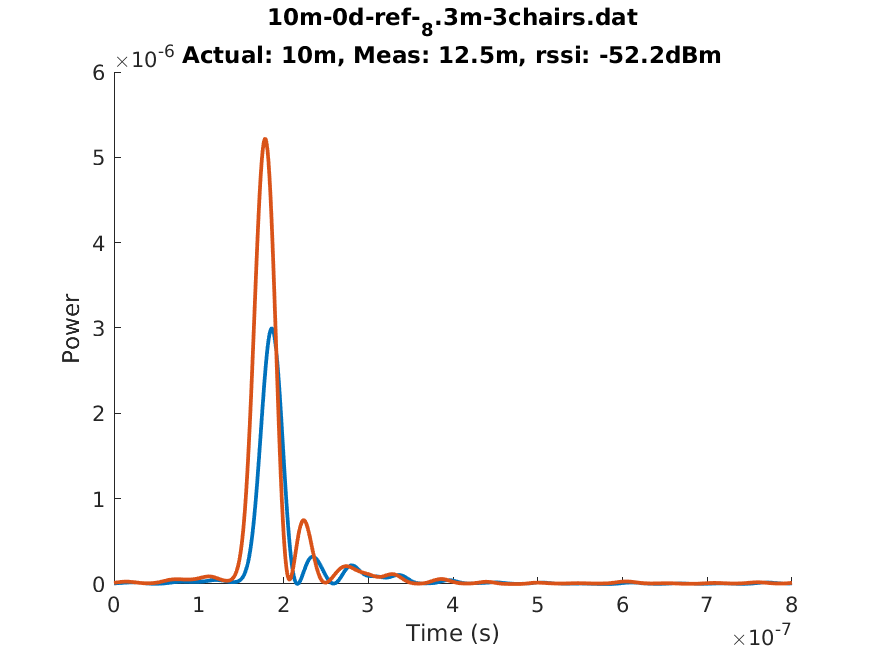 10m-0d-ref-8.3m-3chairs.dat
Actual: 10m, Meas: 12.5m, rssi: -52.2dBm
×10-6
6
5
4
3
2
1
0
Power
0 1 2 3 4 5 6 7 8
Time (s)
×10-7